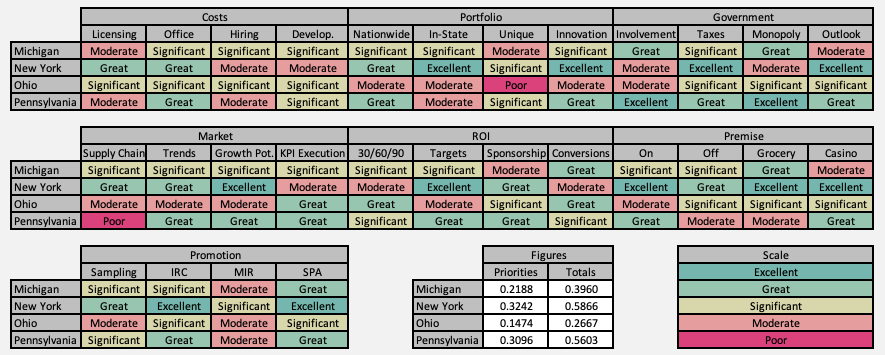 Costs Portfolio Government
Licensing Office Hiring Develop. Nationwide In-State Unique Innovation Involvement Taxes Monopoly Outlook
Michigan Moderate Significant Significant Significant Significant Significant Moderate Significant Great Significant Great Moderate
New York Great Great Moderate Moderate Great Excellent Significant Excellent Moderate Excellent Moderate Excellent
Ohio Significant Significant Significant Significant Moderate Moderate Poor Moderate Moderate Significant Significant Significant
Pennsylvania Moderate Great Moderate Significant Great Moderate Significant Great Excellent Great Excellent Great
Market ROI Premise
Supply Chain Trends Growth Pot. KPI Execution 30/60/90 Targets Sponsorship Conversions On Off Grocery Casino
Michigan Significant Significant Significant Significant Significant Significant Moderate Great Significant Significant Great Moderate
New York Great Great Excellent Moderate Moderate Excellent Great Moderate Excellent Great Excellent Excellent
Ohio Moderate Moderate Moderate Great Great Moderate Significant Great Moderate Significant Significant Significant
Pennsylvania Poor Great Great Great Significant Great Great Significant Great Moderate Moderate Great
Promotion Figures Scale
Sampling IRC MIR SPA Priorities Totals Excellent
Michigan Significant Significant Moderate Great Michigan 0.2188 0.3960 Great
New York Great Excellent Significant Excellent New York 0.3242 0.5866 Significant
Ohio Moderate Significant Moderate Significant Ohio 0.1474 0.2667 Moderate
Pennsylvania Significant Great Moderate Great Pennsylvania 0.3096 0.5603 Poor